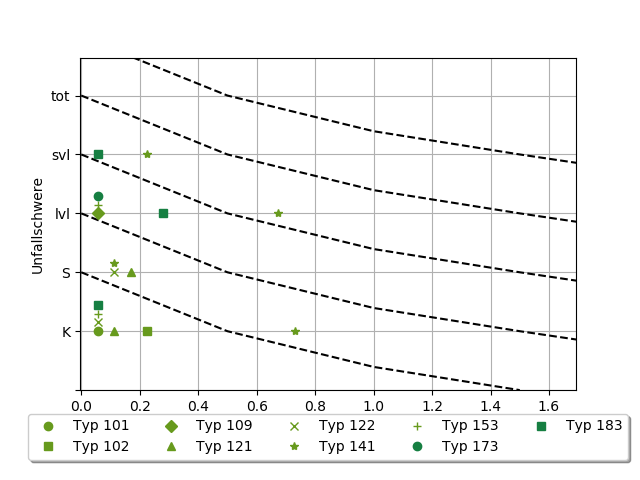 tot
svl
lvl
S
K
Unfallschwere
0.0 0.2 0.4 0.6 0.8 1.0 1.2 1.4 1.6
Typ 101 Typ 109 Typ 122 Typ 153 Typ 183
Typ 102 Typ 121 Typ 141 Typ 173